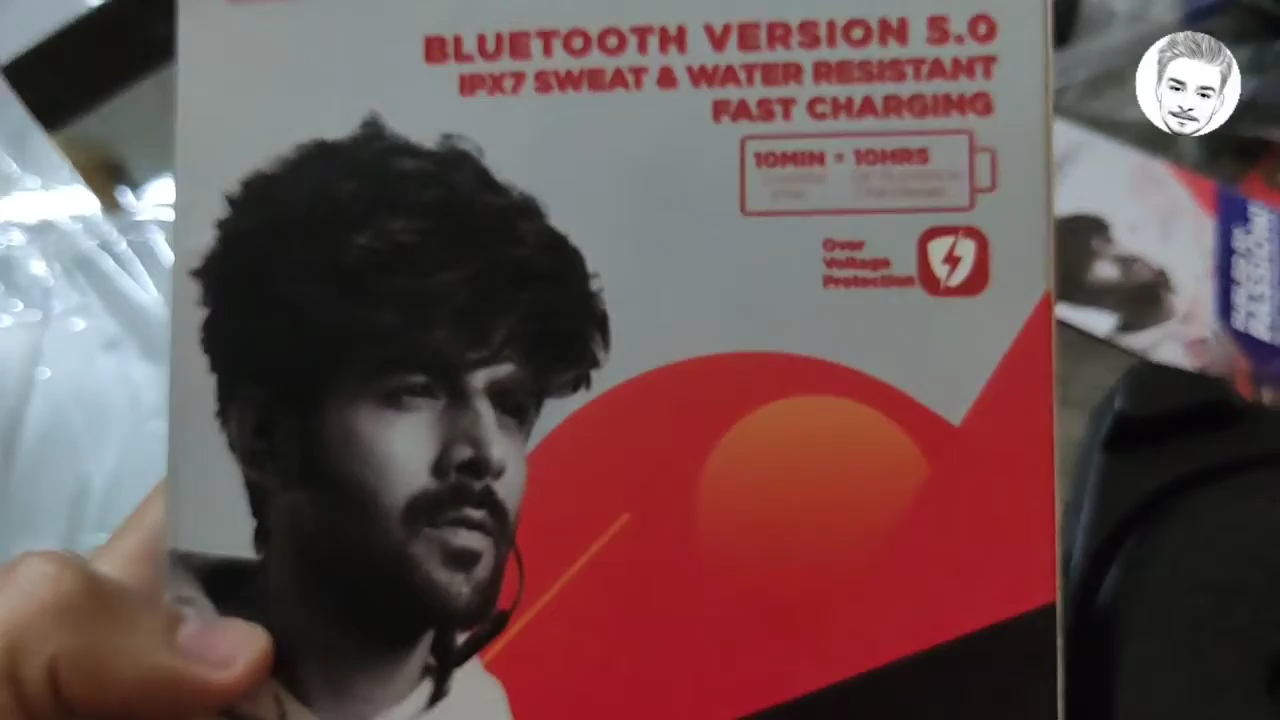 BLUETOOTH VERSION 5.0
IPX7 SWEAT & WATER RESISTANT
FAST CHARGING
10MIN = 10HRS
Over
Voltage
Protection